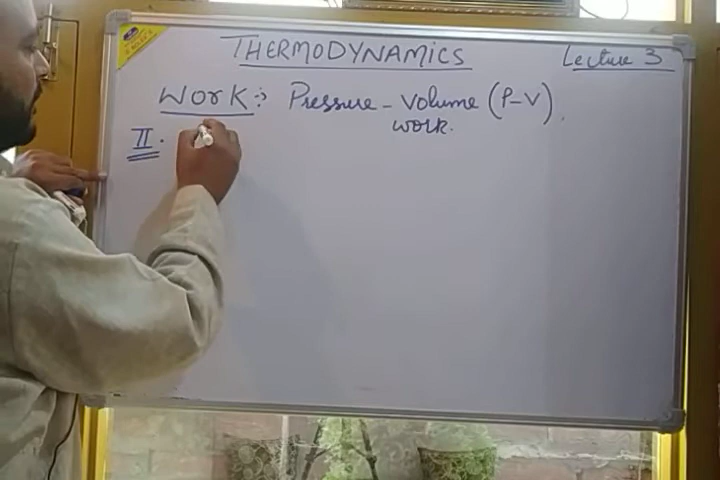 THERMODYNAMICS
Lecture 3
Work :- Pressure - Volume (P-V)
work.
II.